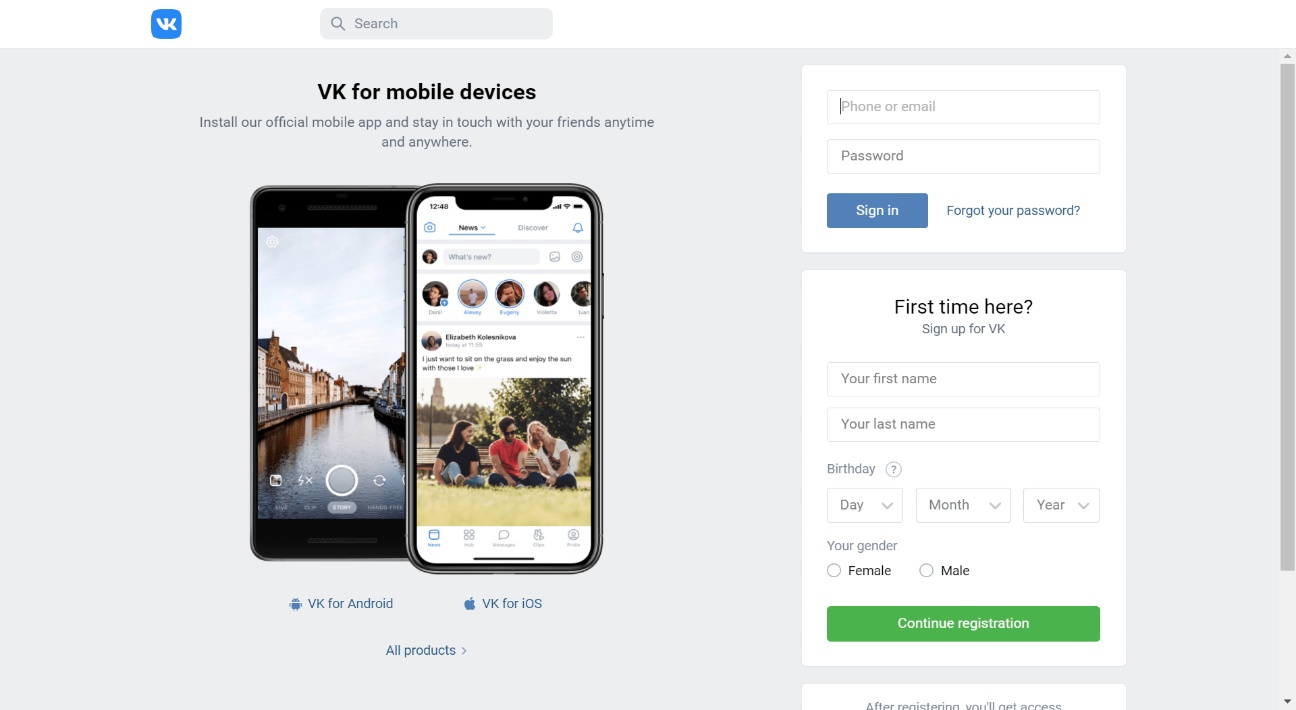 Search
VK for mobile devices
Install our official mobile app and stay in touch with your friends anytime
and anywhere.
12:48
News
Discover
What's new?
Alexey
Evgeny
Violetta
Ivan
Elizabeth Kolesnikova
today at 11:59
I just want to sit on the grass and enjoy the sun
with those I love
LIVE CLIP STORY HANDS-FREE
News Hub Messages Clips Profile
VK for Android
VK for iOS
All products
Phone or email
Password
Sign in
Forgot your password?
First time here?
Sign up for VK
Your first name
Your last name
Birthday ?
Day Month Year
Your gender
Female Male
Continue registration
After registering, you'll get access